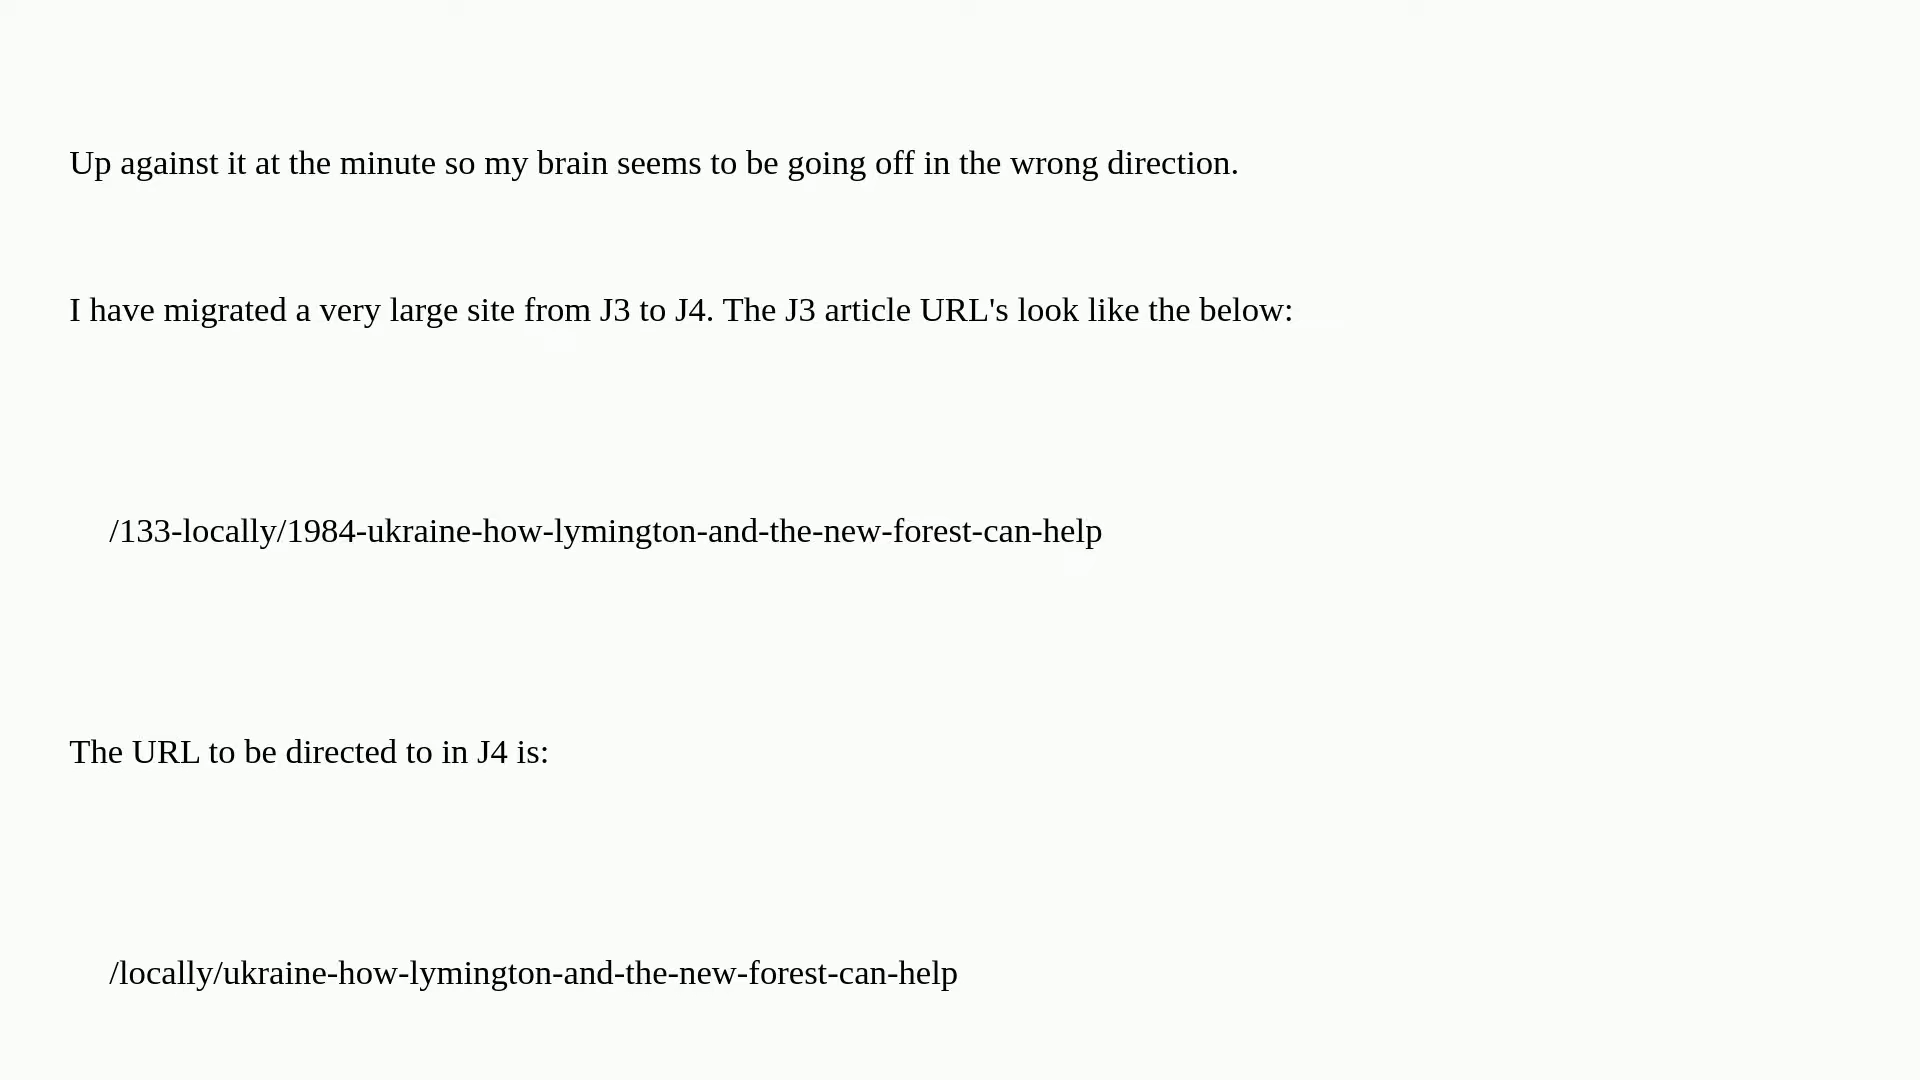 Up against it at the minute so my brain seems to be going off in the wrong direction.
I have migrated a very large site from J3 to J4. The J3 article URL's look like the below:
/133-locally/1984-ukraine-how-lymington-and-the-new-forest-can-help
The URL to be directed to in J4 is:
/locally/ukraine-how-lymington-and-the-new-forest-can-help